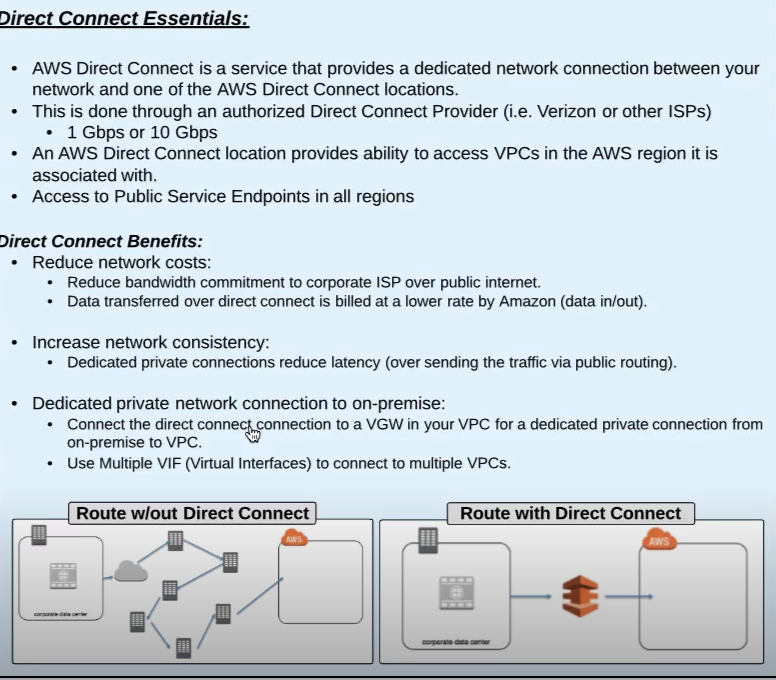 Direct Connect Essentials:
• AWS Direct Connect is a service that provides a dedicated network connection between your
network and one of the AWS Direct Connect locations.
• This is done through an authorized Direct Connect Provider (i.e. Verizon or other ISPs)
• 1 Gbps or 10 Gbps
• An AWS Direct Connect location provides ability to access VPCs in the AWS region it is
associated with.
• Access to Public Service Endpoints in all regions
Direct Connect Benefits:
• Reduce network costs:
• Reduce bandwidth commitment to corporate ISP over public internet.
• Data transferred over direct connect is billed at a lower rate by Amazon (data in/out).
• Increase network consistency:
• Dedicated private connections reduce latency (over sending the traffic via public routing).
• Dedicated private network connection to on-premise:
• Connect the direct connect connection to a VGW in your VPC for a dedicated private connection from
on-premise to VPC.
• Use Multiple VIF (Virtual Interfaces) to connect to multiple VPCs.
Route w/out Direct Connect
AWS
corporate data center
Route with Direct Connect
AWS
corporate data center